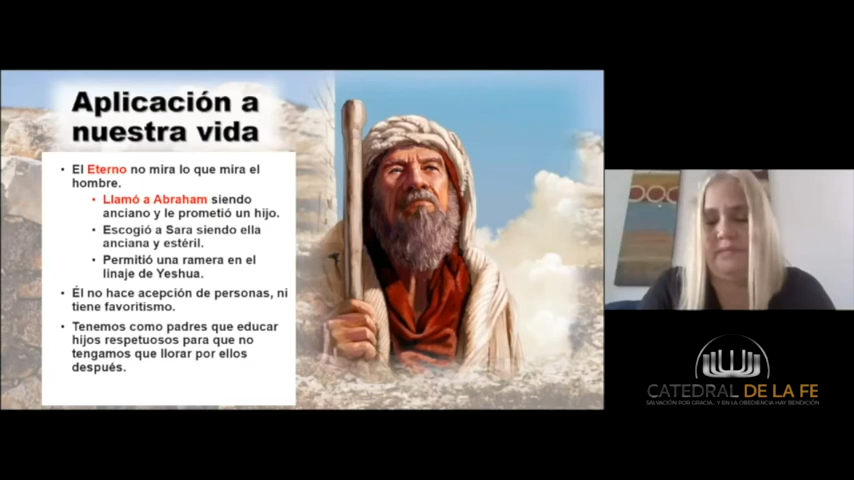 Aplicación a
nuestra vida
• El Eterno no mira lo que mira el
hombre.
• Llamó a Abraham siendo
anciano y le prometió un hijo.
• Escogió a Sara siendo ella
anciana y estéril.
• Permitió una ramera en el
linaje de Yeshua.
• Él no hace acepción de personas, ni
tiene favoritismo.
• Tenemos como padres que educar
hijos respetuosos para que no
tengamos que llorar por ellos
después.
CATEDRAL DE LA FE
SALVACIÓN POR GRACIA... Y EN LA OBEDIENCIA HAY BENDICIÓN